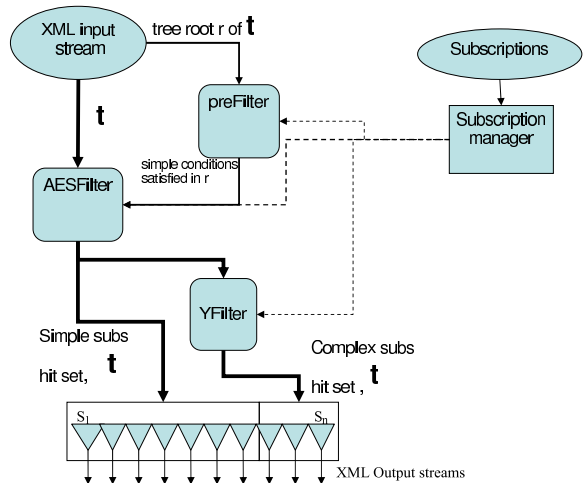 XML input
stream
tree root r of t
Subscriptions
preFilter
Subscription
manager
t
simple conditions
satisfied in r
AESFilter
YFilter
Simple subs
t
hit set,
Complex subs
t
hit set ,
S1
Sn
XML Output streams